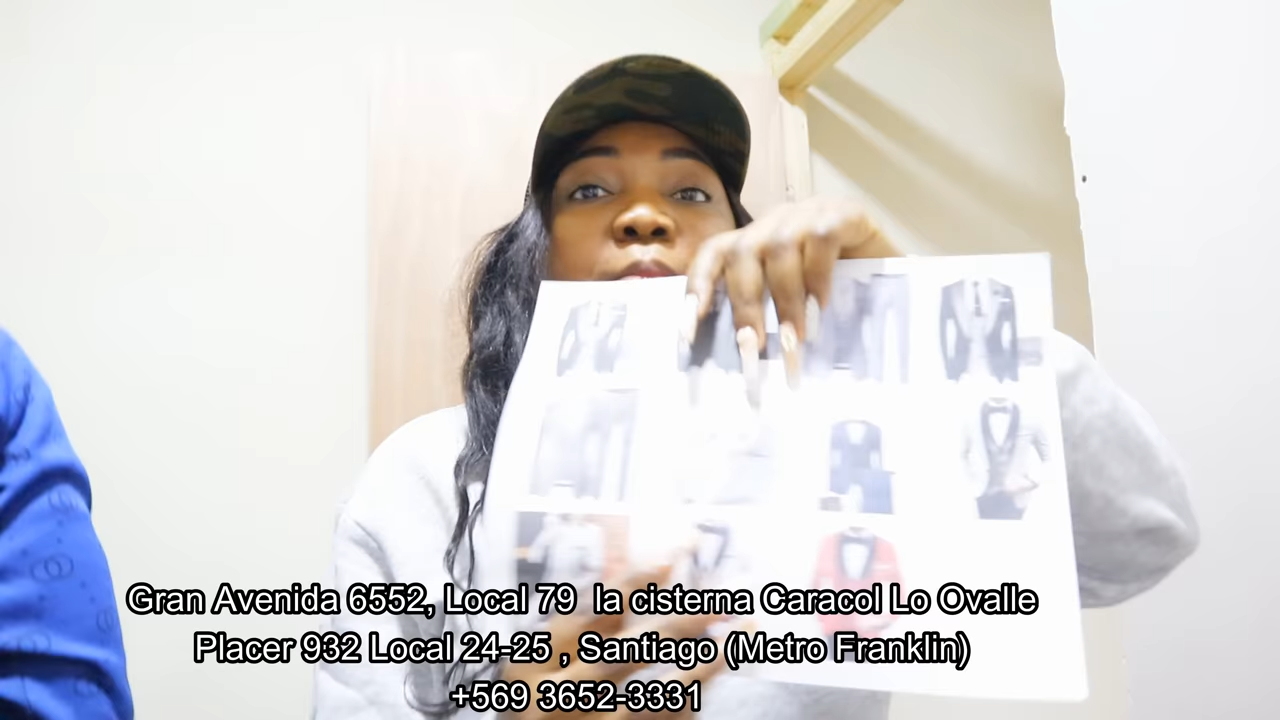 Gran Avenida 6552, Local 79  la cisterna Caracol Lo Ovalle
Placer 932 Local 24-25 , Santiago (Metro Franklin)
+569 3652-3331